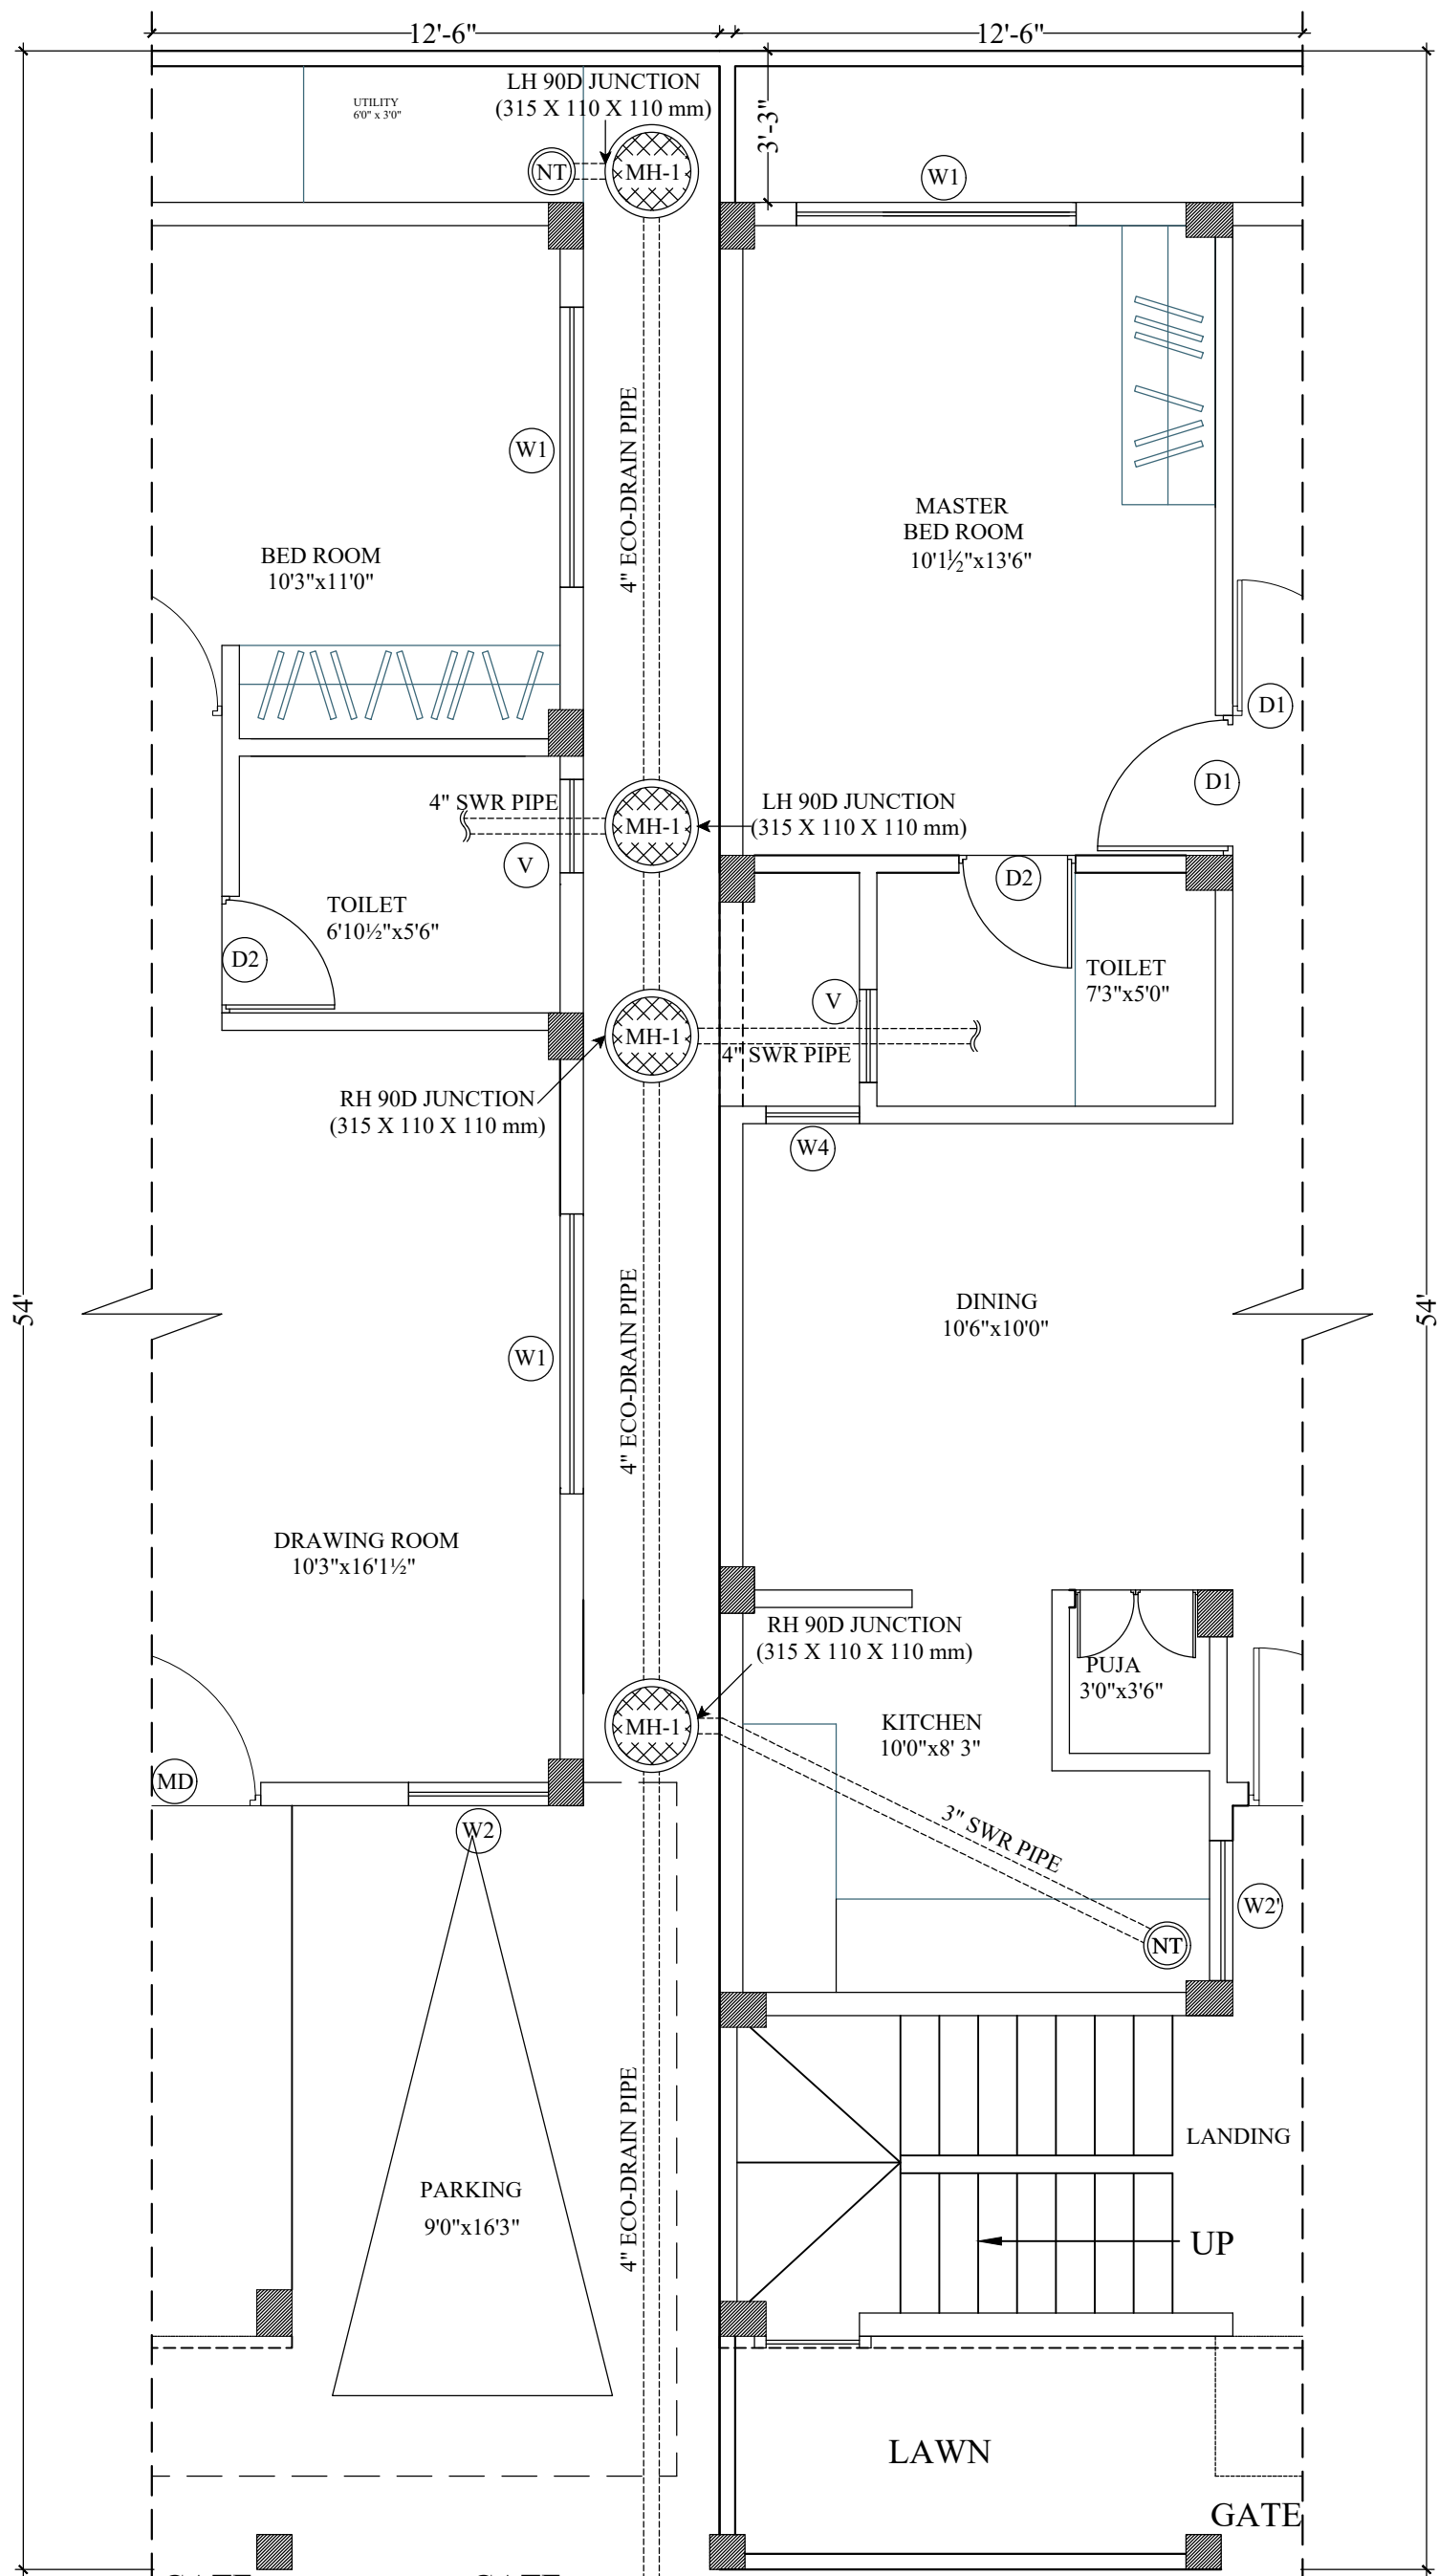 12'-6"
12'-6"
LH 90D JUNCTION
(315 X 110 X 110 mm)
UTILITY
6'0" x 3'0"
3'-3"
NT
MH-1
W1
4" ECO-DRAIN PIPE
W1
MASTER
BED ROOM
10'1½"x13'6"
BED ROOM
10'3"x11'0"
D1
D1
4" SWR PIPE
MH-1
LH 90D JUNCTION
(315 X 110 X 110 mm)
V
D2
TOILET
6'10½"x5'6"
D2
TOILET
7'3"x5'0"
V
MH-1
4" SWR PIPE
RH 90D JUNCTION
(315 X 110 X 110 mm)
W4
54'
54'
DINING
10'6"x10'0"
4" ECO-DRAIN PIPE
W1
DRAWING ROOM
10'3"x16'1½"
RH 90D JUNCTION
(315 X 110 X 110 mm)
PUJA
3'0"x3'6"
MH-1
KITCHEN
10'0"x8' 3"
MD
W2
3" SWR PIPE
W2'
NT
4" ECO-DRAIN PIPE
LANDING
PARKING
9'0"x16'3"
UP
LAWN
GATE